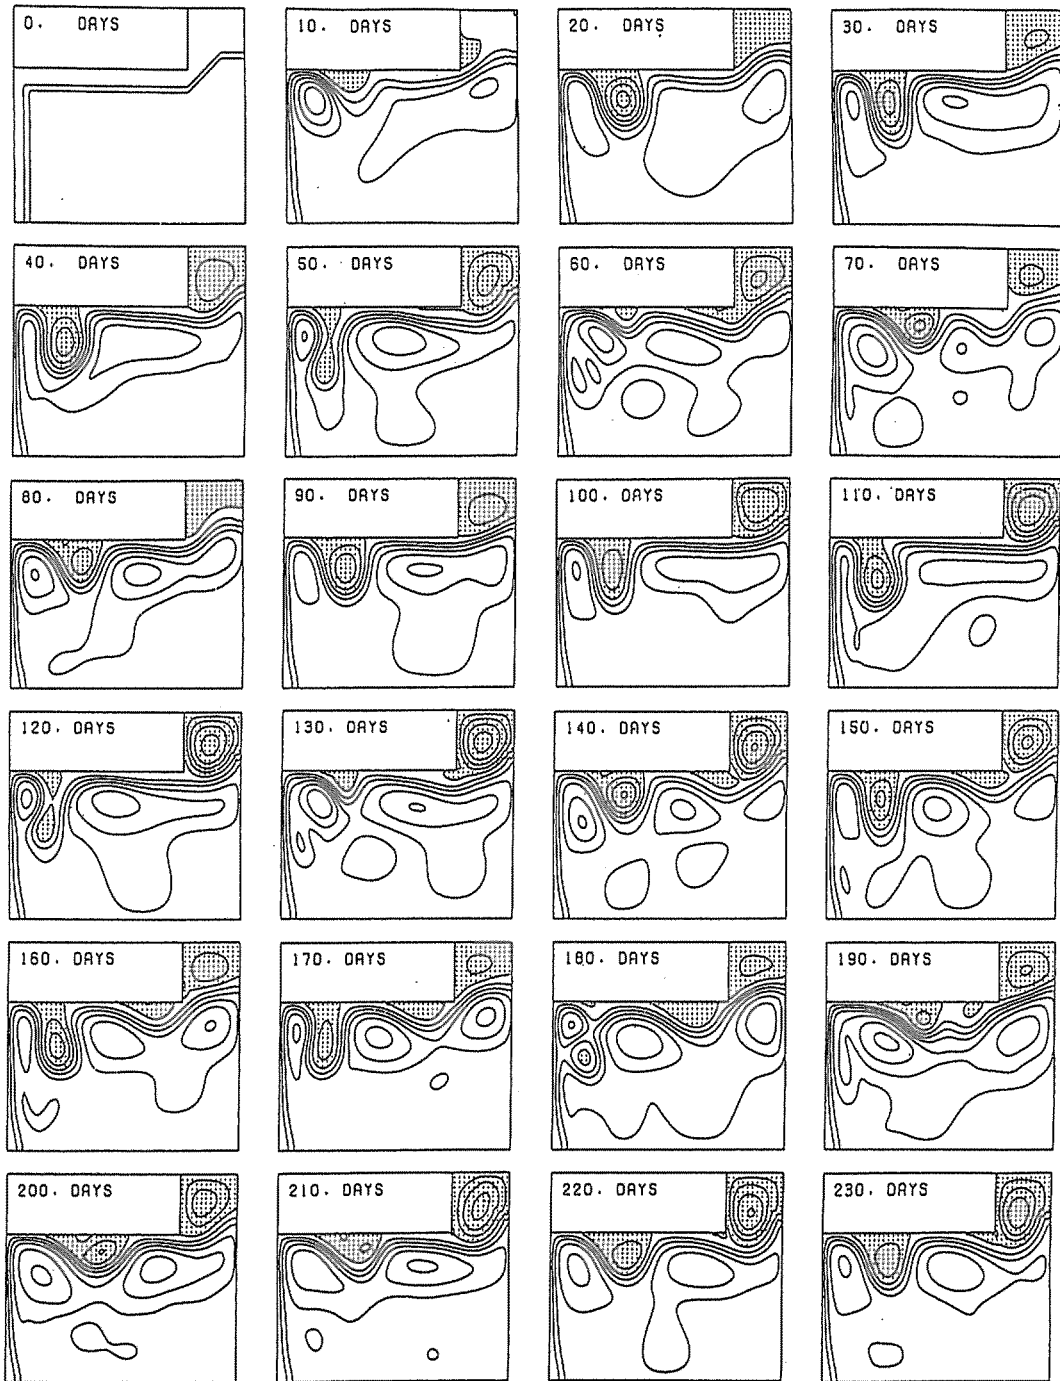 0. DAYS
10. DAYS
20. DAYS
30. DAYS
40. DAYS
50. DAYS
60. DAYS
70. DAYS
80. DAYS
90. DAYS
100. DAYS
110. DAYS
120. DAYS
130. DAYS
140. DAYS
150. DAYS
160. DAYS
170. DAYS
180. DAYS
190. DAYS
200. DAYS
210. DAYS
220. DAYS
230. DAYS